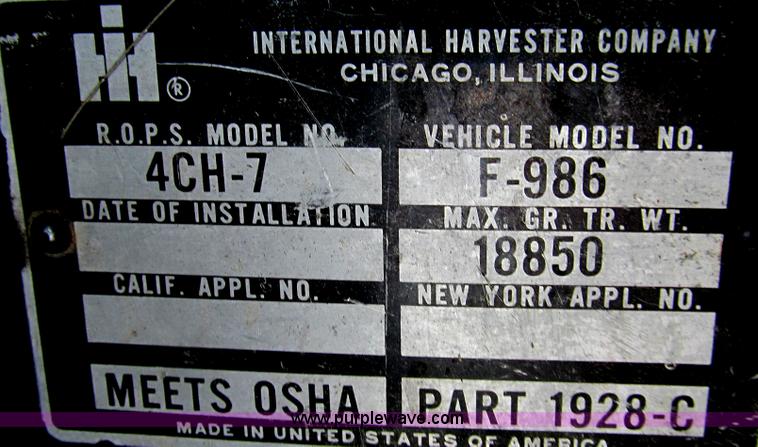 IH ®
INTERNATIONAL HARVESTER COMPANY
CHICAGO, ILLINOIS
R.O.P.S. MODEL NO. VEHICLE MODEL NO.
4CH-7 F-986
DATE OF INSTALLATION MAX. GR. TR. WT.
18850
CALIF. APPL. NO. NEW YORK APPL. NO.
MEETS OSHA PART 1928-C
www.purplewave.com
MADE IN UNITED STATES OF AMERICA